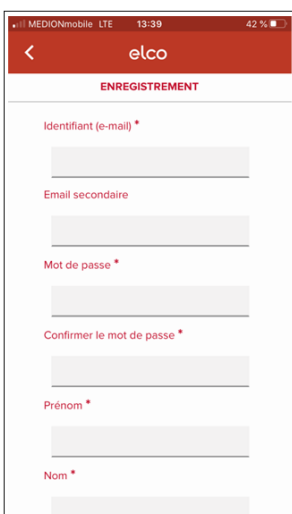 MEDIONmobile LTE 13:39 42 %
elco
ENREGISTREMENT
Identifiant (e-mail) *
Email secondaire
Mot de passe *
Confirmer le mot de passe *
Prénom *
Nom *